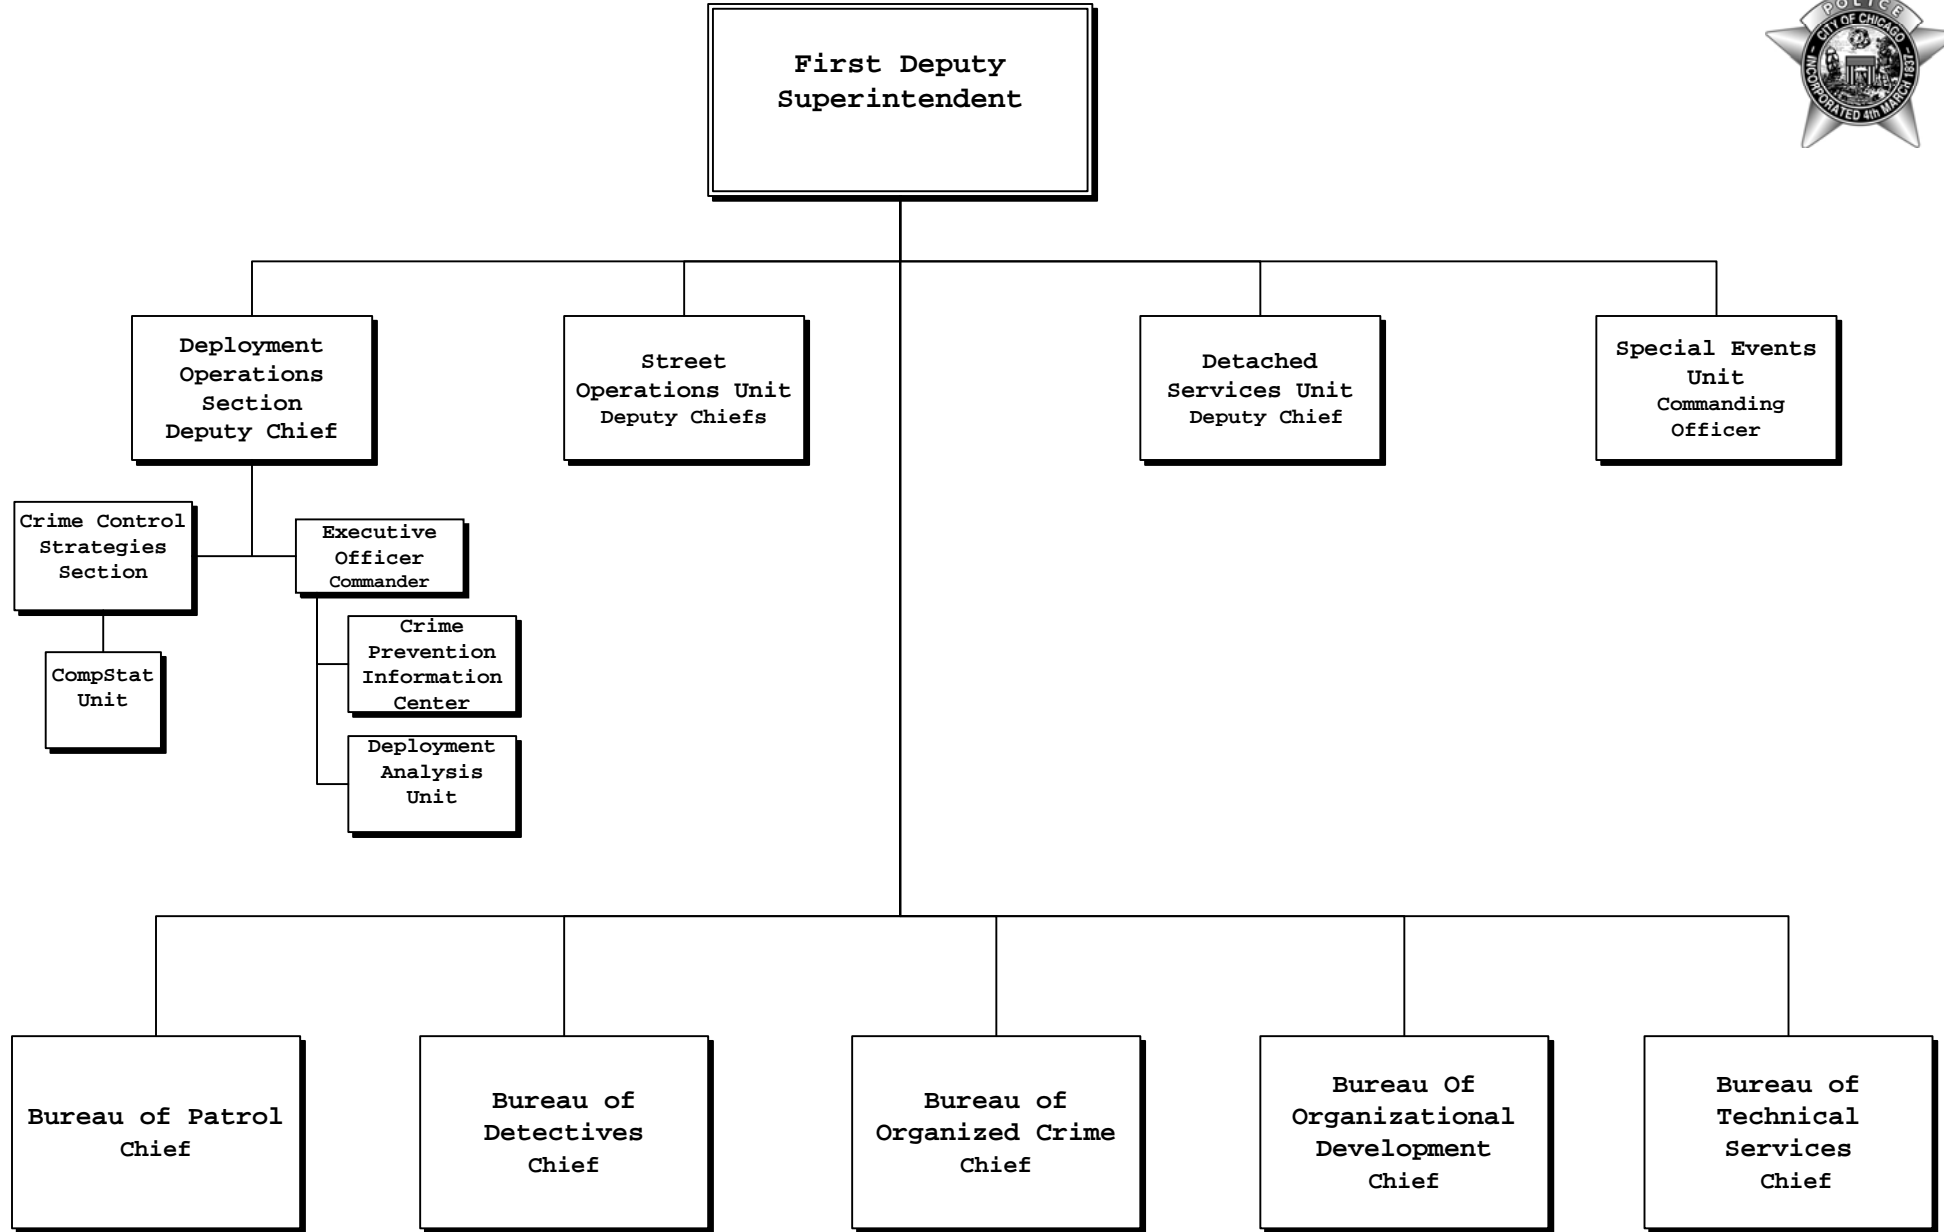 First Deputy
Superintendent
POLICE
CITY OF CHICAGO
INCORPORATED 4th MARCH 1837
Deployment
Operations
Section
Deputy Chief
Street
Operations Unit
Deputy Chiefs
Detached
Services Unit
Deputy Chief
Special Events
Unit
Commanding
Officer
Crime Control
Strategies
Section
Executive
Officer
Commander
CompStat
Unit
Crime
Prevention
Information
Center
Deployment
Analysis
Unit
Bureau of Patrol
Chief
Bureau of
Detectives
Chief
Bureau of
Organized Crime
Chief
Bureau Of
Organizational
Development
Chief
Bureau of
Technical
Services
Chief